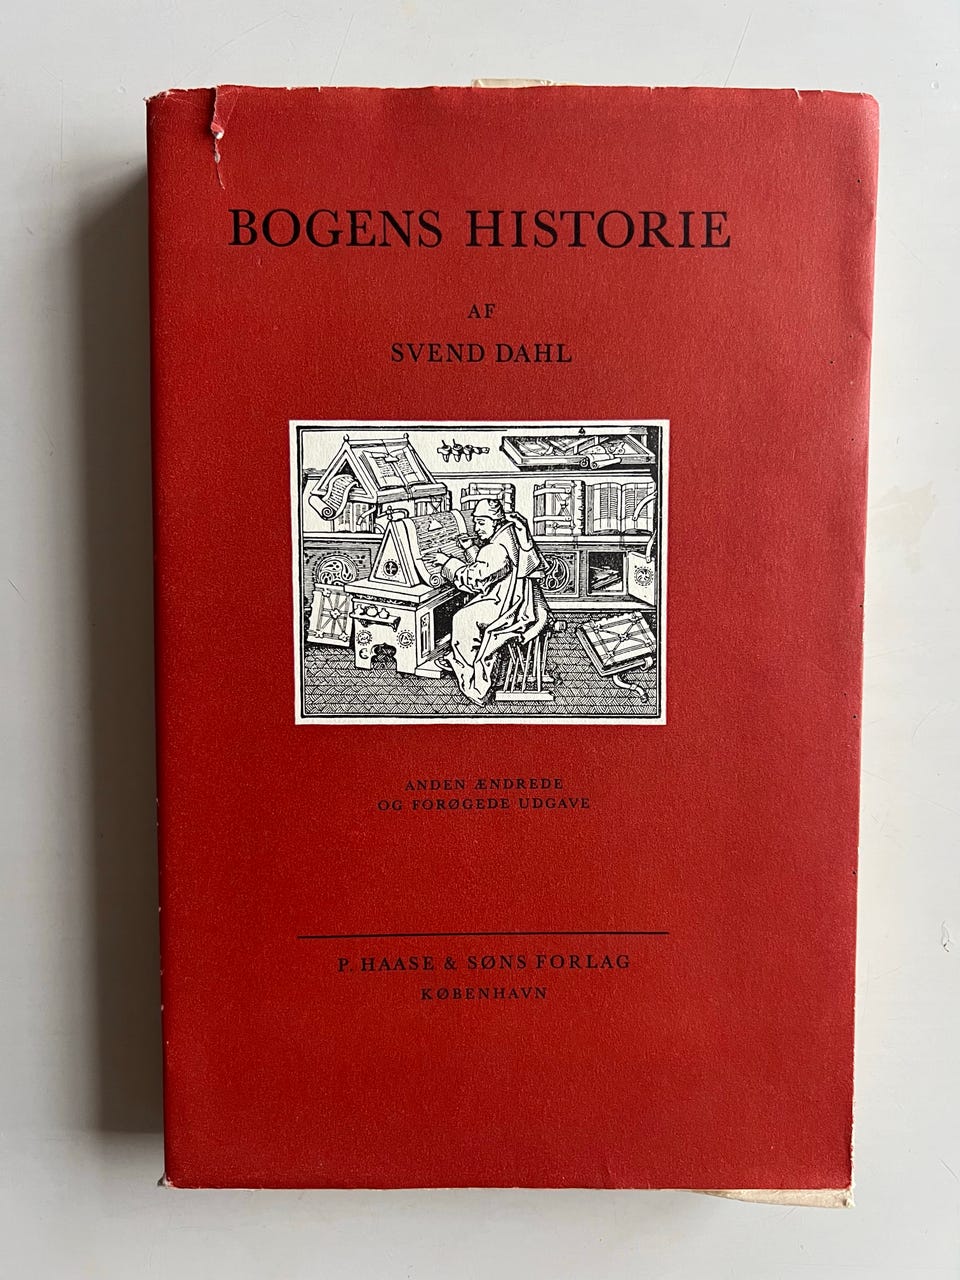 BOGENS HISTORIE
AF
SVEND DAHL
ANDEN ÆNDREDE
OG FORØGEDE UDGAVE
P. HAASE & SØNS FORLAG
KØBENHAVN